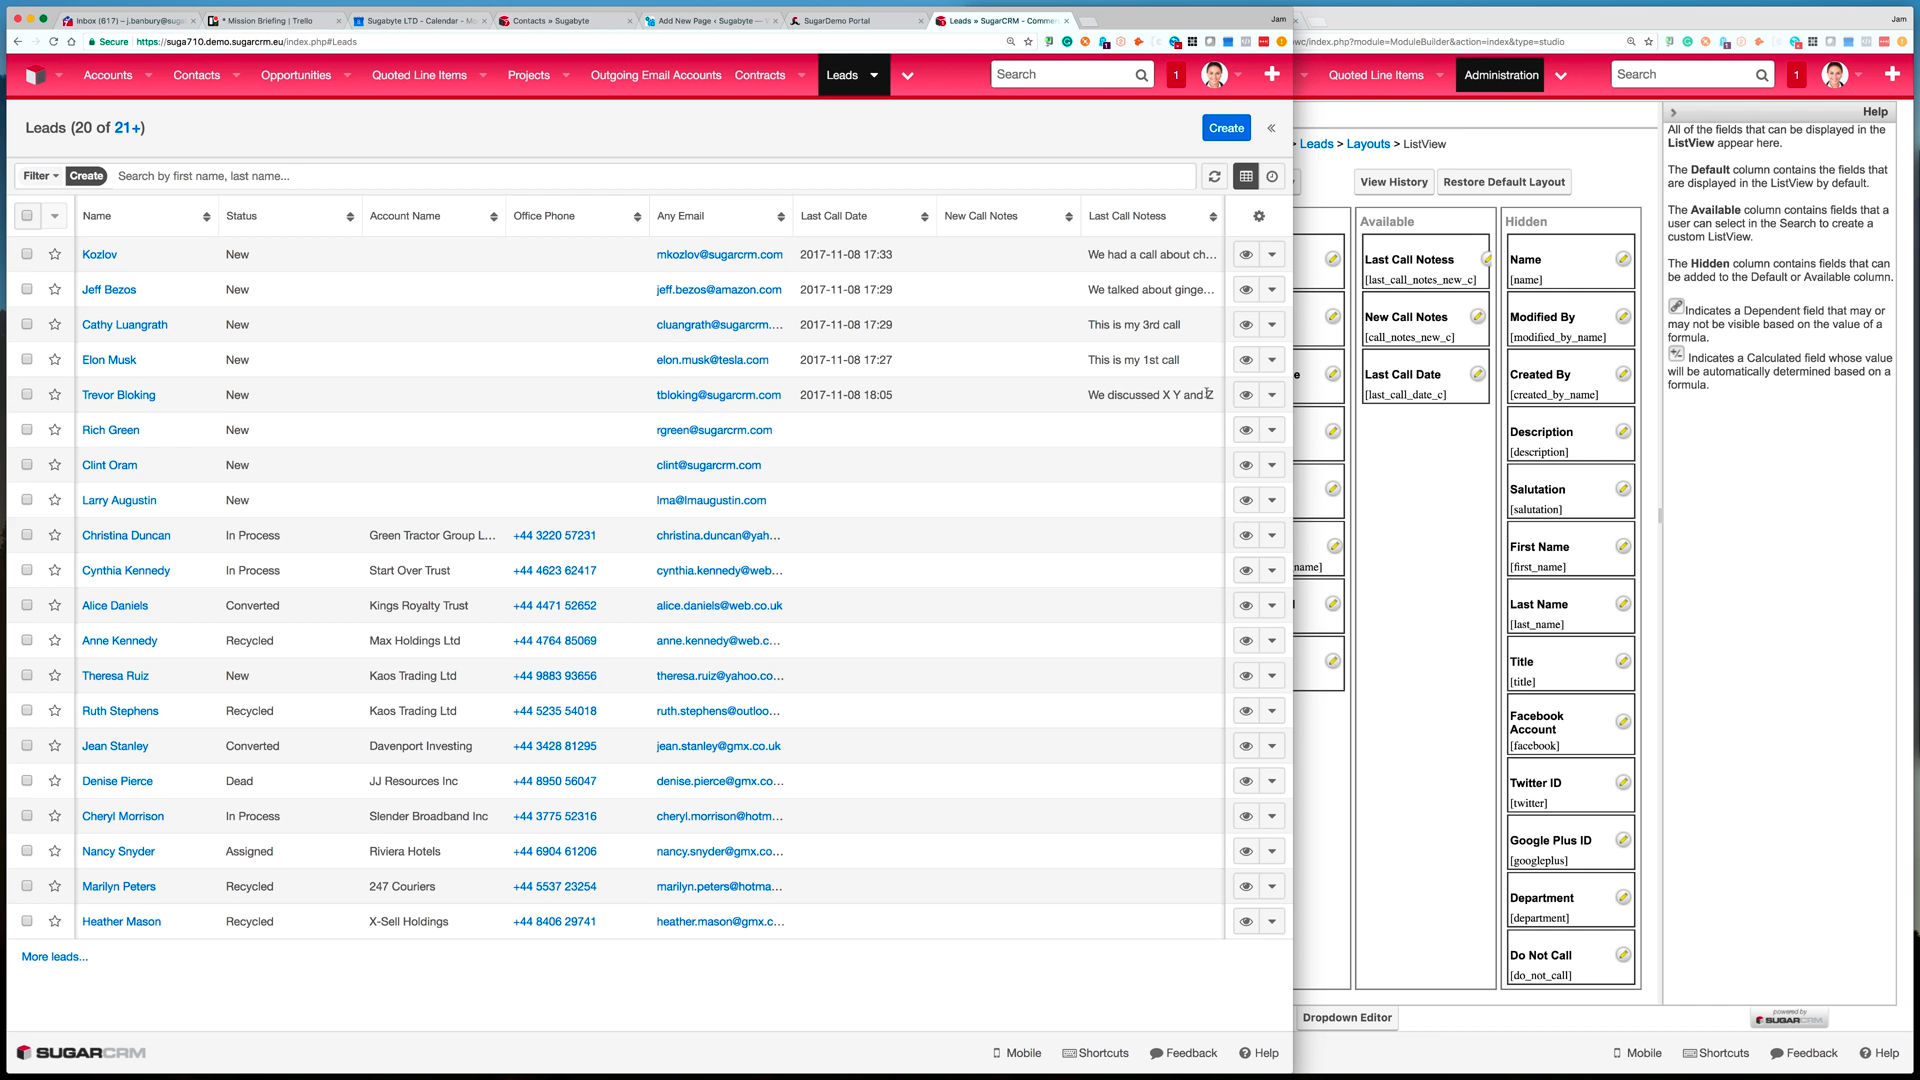 Inbox (617) – j.banbury@suga
* Mission Briefing | Trello
Sugabyte LTD - Calendar - M
Contacts » Sugabyte
Add New Page ‹ Sugabyte —
SugarDemo Portal
Leads » SugarCRM - Commer
Jam
Jam
Secure
https://suga710.demo.sugarcrm.eu/index.php#Leads
wc/index.php?module=ModuleBuilder&action=index&type=studio
Accounts
Contacts
Opportunities
Quoted Line Items
Projects
Outgoing Email Accounts
Contracts
Leads
Search
1
Quoted Line Items
Administration
Search
1
Leads (20 of 21+)
Create
Filter
Create
Search by first name, last name...
Name
Status
Account Name
Office Phone
Any Email
Last Call Date
New Call Notes
Last Call Notess
Kozlov New mkozlov@sugarcrm.com 2017-11-08 17:33 We had a call about ch...
Jeff Bezos New jeff.bezos@amazon.com 2017-11-08 17:29 We talked about ginge...
Cathy Luangrath New cluangrath@sugarcrm.... 2017-11-08 17:29 This is my 3rd call
Elon Musk New elon.musk@tesla.com 2017-11-08 17:27 This is my 1st call
Trevor Bloking New tbloking@sugarcrm.com 2017-11-08 18:05 We discussed X Y and Z
Rich Green New rgreen@sugarcrm.com
Clint Oram New clint@sugarcrm.com
Larry Augustin New lma@lmaugustin.com
Christina Duncan In Process Green Tractor Group L... +44 3220 57231 christina.duncan@yah...
Cynthia Kennedy In Process Start Over Trust +44 4623 62417 cynthia.kennedy@web...
Alice Daniels Converted Kings Royalty Trust +44 4471 52652 alice.daniels@web.co.uk
Anne Kennedy Recycled Max Holdings Ltd +44 4764 85069 anne.kennedy@web.c...
Theresa Ruiz New Kaos Trading Ltd +44 9883 93656 theresa.ruiz@yahoo.co...
Ruth Stephens Recycled Kaos Trading Ltd +44 5235 54018 ruth.stephens@outloo...
Jean Stanley Converted Davenport Investing +44 3428 81295 jean.stanley@gmx.co.uk
Denise Pierce Dead JJ Resources Inc +44 8950 56047 denise.pierce@gmx.co...
Cheryl Morrison In Process Slender Broadband Inc +44 3775 52316 cheryl.morrison@hotm...
Nancy Snyder Assigned Riviera Hotels +44 6904 61206 nancy.snyder@gmx.co...
Marilyn Peters Recycled 247 Couriers +44 5537 23254 marilyn.peters@hotma...
Heather Mason Recycled X-Sell Holdings +44 8406 29741 heather.mason@gmx.c...
More leads...
SUGARCRM
Mobile
Shortcuts
Feedback
Help
> Leads > Layouts > ListView
View History
Restore Default Layout
e
name]
Available
Last Call Notess
[last_call_notes_new_c]
New Call Notes
[call_notes_new_c]
Last Call Date
[last_call_date_c]
Hidden
Name
[name]
Modified By
[modified_by_name]
Created By
[created_by_name]
Description
[description]
Salutation
[salutation]
First Name
[first_name]
Last Name
[last_name]
Title
[title]
Facebook
Account
[facebook]
Twitter ID
[twitter]
Google Plus ID
[googleplus]
Department
[department]
Do Not Call
[do_not_call]
Help
All of the fields that can be displayed in the
ListView appear here.
The Default column contains the fields that
are displayed in the ListView by default.
The Available column contains fields that a
user can select in the Search to create a
custom ListView.
The Hidden column contains fields that can
be added to the Default or Available column.
Indicates a Dependent field that may or
may not be visible based on the value of a
formula.
Indicates a Calculated field whose value
will be automatically determined based on a
formula.
Dropdown Editor
powered by
SUGARCRM
Mobile
Shortcuts
Feedback
Help